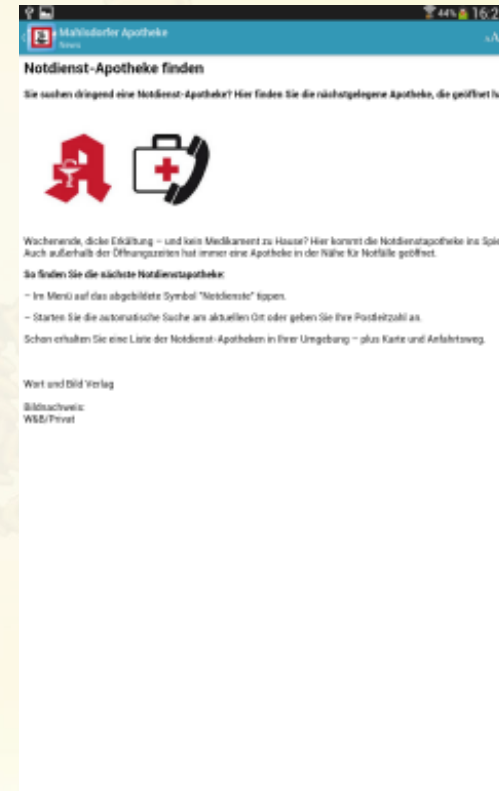 44% 16:2
Mahlsdorfer Apotheke
News
Notdienst-Apotheke finden
Sie suchen dringend eine Notdienst-Apotheke? Hier finden Sie die nächstgelegene Apotheke, die geöffnet
Wochenende, dicke Erkältung – und kein Medikament zu Hause? Hier kommt die Notdienstapotheke ins
Auch außerhalb der Öffnungszeiten hat immer eine Apotheke in der Nähe für Notfälle geöffnet.
So finden Sie die nächste Notdienstapotheke:
– Im Menü auf das abgebildete Symbol "Notdienste" tippen.
– Starten Sie die automatische Suche am aktuellen Ort oder geben Sie Ihre Postleitzahl an.
Schon erhalten Sie eine Liste der Notdienst-Apotheken in Ihrer Umgebung – plus Karte und Anfahrtsweg.
Wort und Bild Verlag
Bildnachweis:
W&B/Privat